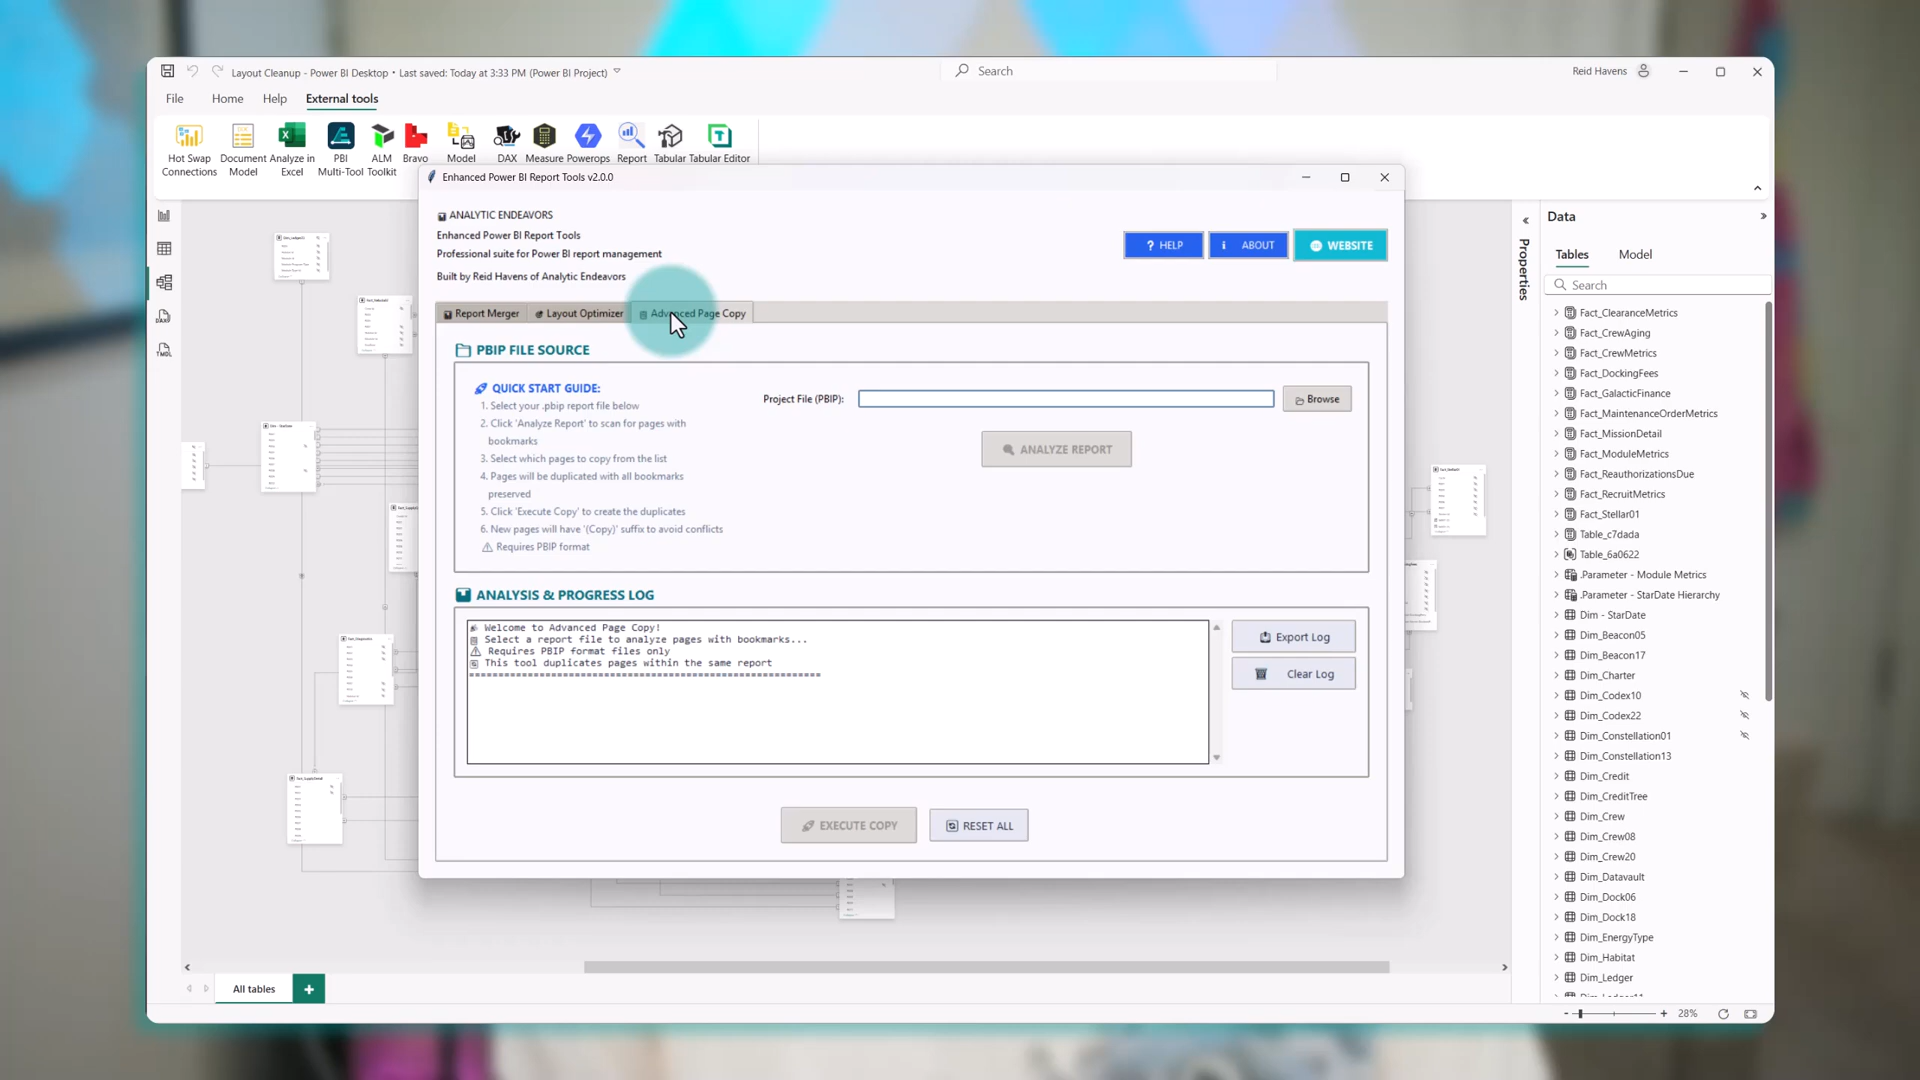 Layout Cleanup - Power BI Desktop • Last saved: Today at 3:33 PM (Power BI Project)
Search
Reid Havens
File
Home
Help
External tools
Hot Swap
Connections
Document
Model
Analyze in
Excel
PBI
Multi-Tool
ALM
Toolkit
Bravo
Model
DAX
Measure
Powerops
Report
Tabular
Tabular Editor
Enhanced Power BI Report Tools v2.0.0
ANALYTIC ENDEAVORS
Enhanced Power BI Report Tools
Professional suite for Power BI report management
Built by Reid Havens of Analytic Endeavors
? HELP
i ABOUT
WEBSITE
Report Merger
Layout Optimizer
Advanced Page Copy
PBIP FILE SOURCE
QUICK START GUIDE:
1. Select your .pbip report file below
2. Click 'Analyze Report' to scan for pages with
bookmarks
3. Select which pages to copy from the list
4. Pages will be duplicated with all bookmarks
preserved
5. Click 'Execute Copy' to create the duplicates
6. New pages will have '(Copy)' suffix to avoid conflicts
⚠ Requires PBIP format
Project File (PBIP):
Browse
ANALYZE REPORT
ANALYSIS & PROGRESS LOG
Welcome to Advanced Page Copy!
Select a report file to analyze pages with bookmarks...
⚠ Requires PBIP format files only
This tool duplicates pages within the same report
============================================================
Export Log
Clear Log
EXECUTE COPY
RESET ALL
All tables
+
Properties
Data
Tables
Model
Search
Fact_ClearanceMetrics
Fact_CrewAging
Fact_CrewMetrics
Fact_DockingFees
Fact_GalacticFinance
Fact_MaintenanceOrderMetrics
Fact_MissionDetail
Fact_ModuleMetrics
Fact_ReauthorizationsDue
Fact_RecruitMetrics
Fact_Stellar01
Table_c7dada
Table_6a0622
.Parameter - Module Metrics
.Parameter - StarDate Hierarchy
Dim - StarDate
Dim_Beacon05
Dim_Beacon17
Dim_Charter
Dim_Codex10
Dim_Codex22
Dim_Constellation01
Dim_Constellation13
Dim_Credit
Dim_CreditTree
Dim_Crew
Dim_Crew08
Dim_Crew20
Dim_Datavault
Dim_Dock06
Dim_Dock18
Dim_EnergyType
Dim_Habitat
Dim_Ledger
- + 28%